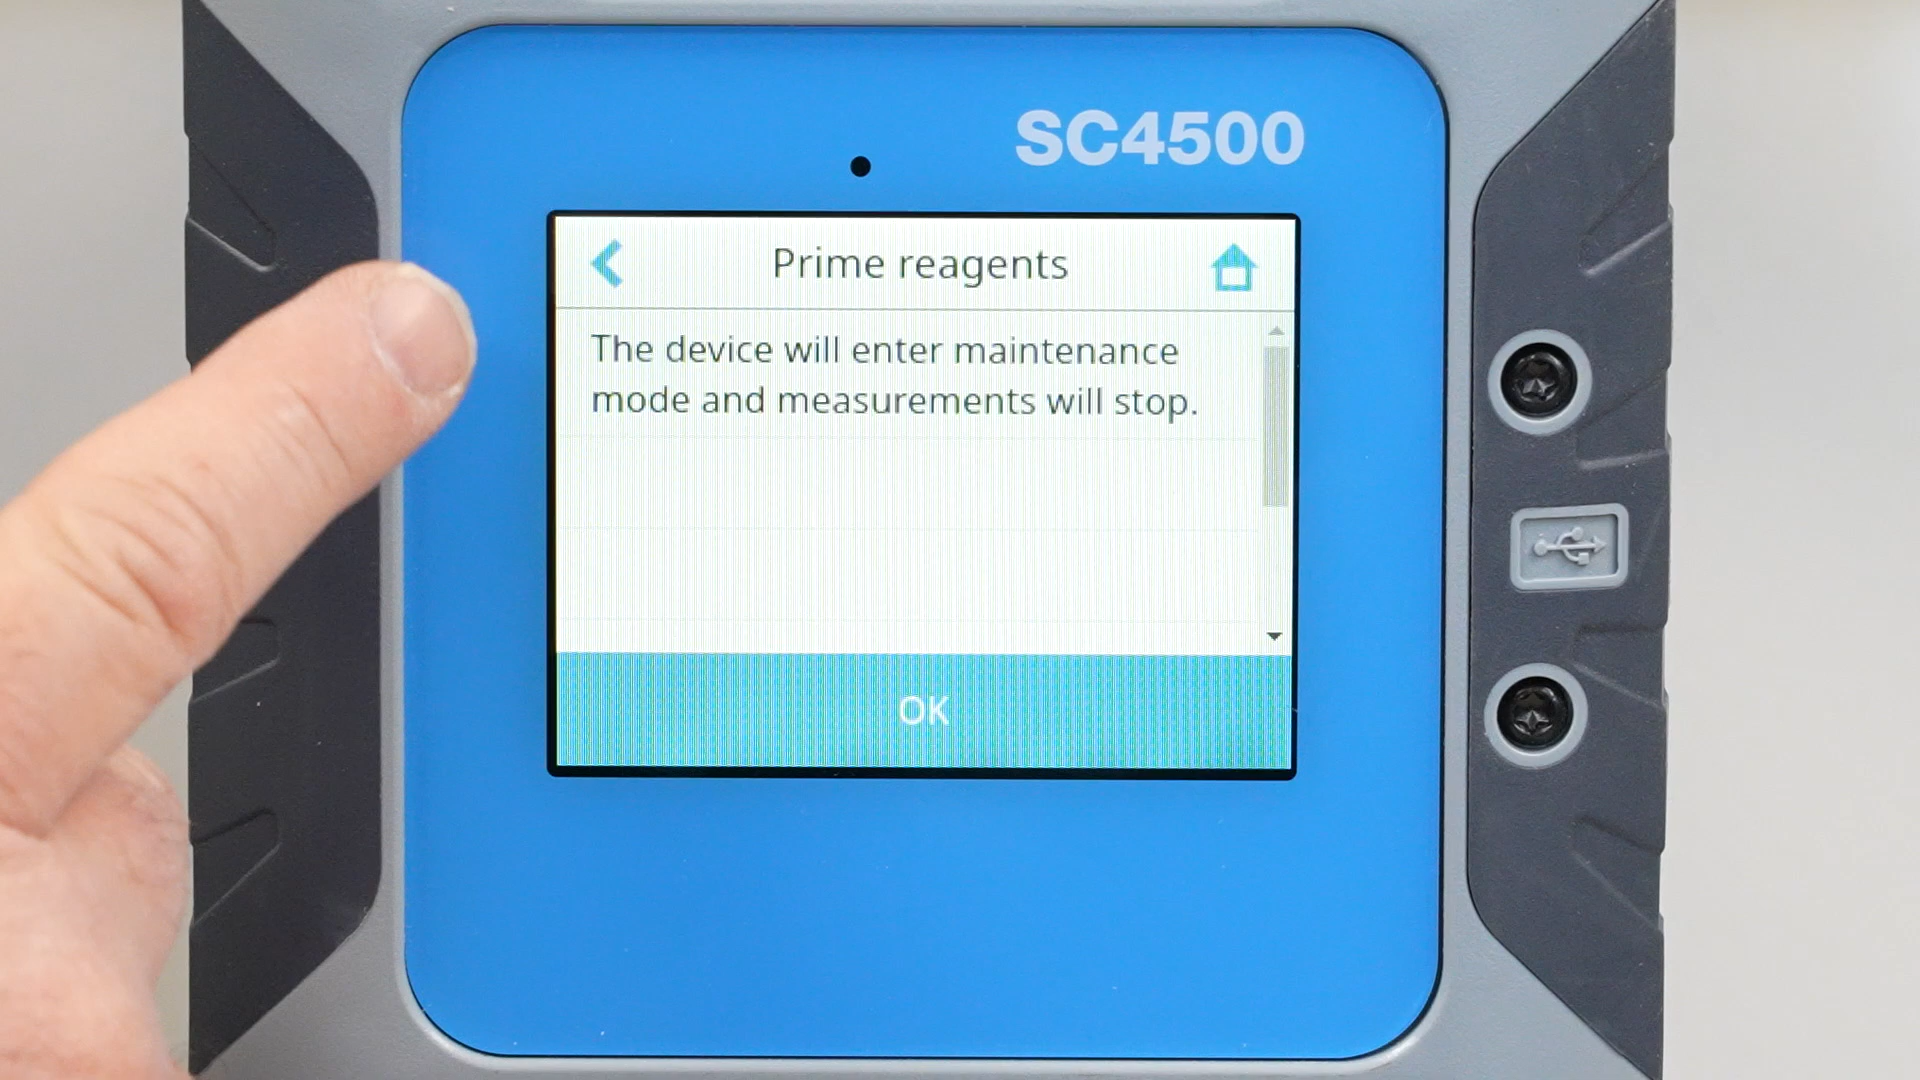 SC4500
Prime reagents
The device will enter maintenance
mode and measurements will stop.
OK